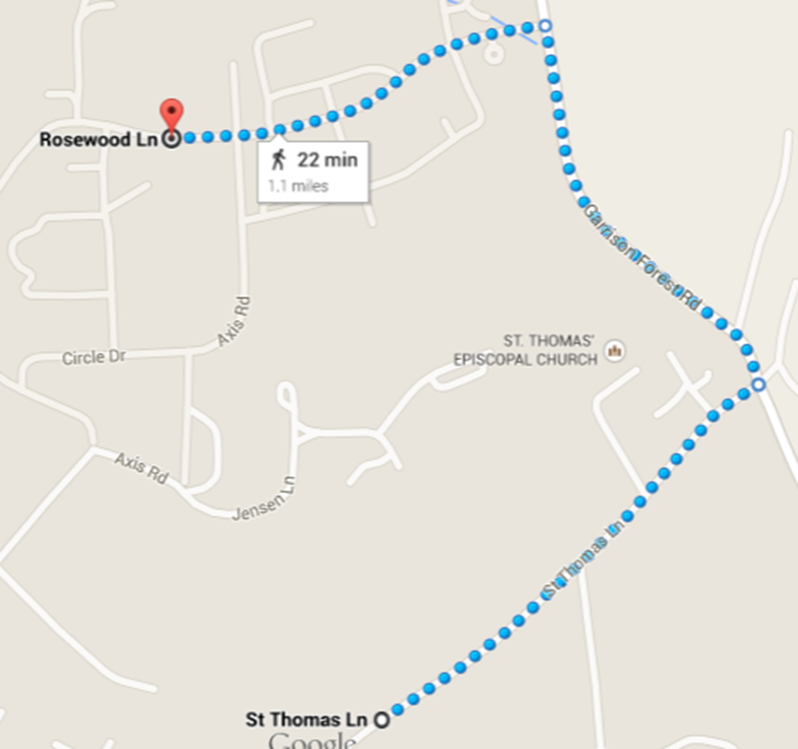 Rosewood Ln
22 min
1.1 miles
Garrison Forest Rd
Axis Rd
ST. THOMAS'
EPISCOPAL CHURCH
Circle Dr
Axis Rd
Jensen Ln
St Thomas Ln
St Thomas Ln
Google